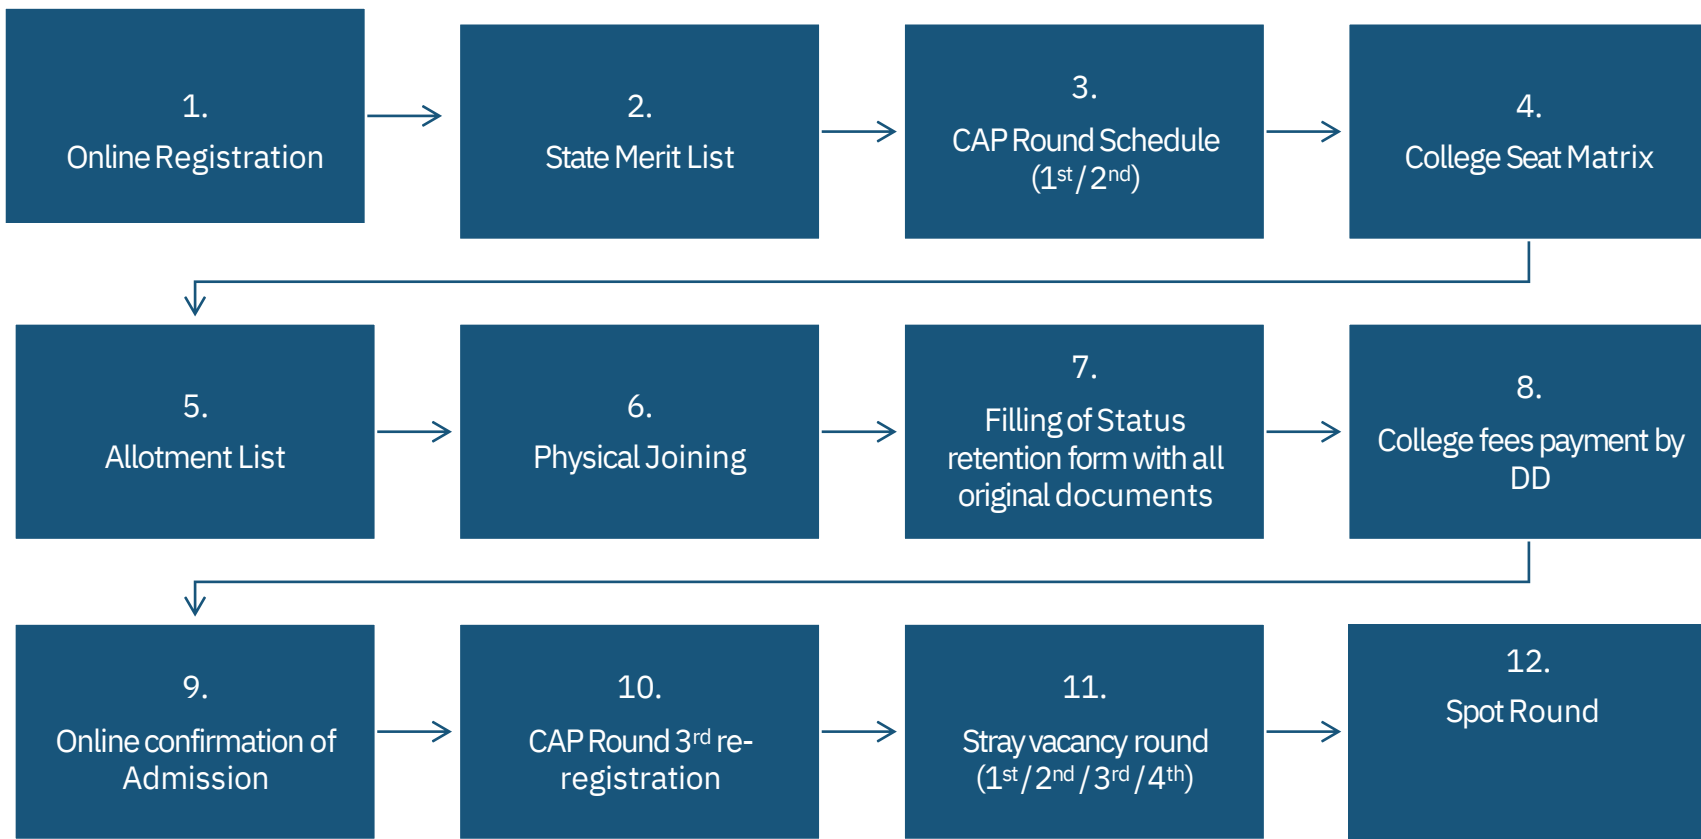 1.
Online Registration
2.
State Merit List
3.
CAP Round Schedule
(1st / 2nd)
4.
College Seat Matrix
5.
Allotment List
6.
Physical Joining
7.
Filling of Status
retention form with all
original documents
8.
College fees payment by
DD
9.
Online confirmation of
Admission
10.
CAP Round 3rd re-
registration
11.
Stray vacancy round
(1st / 2nd / 3rd / 4th)
12.
Spot Round